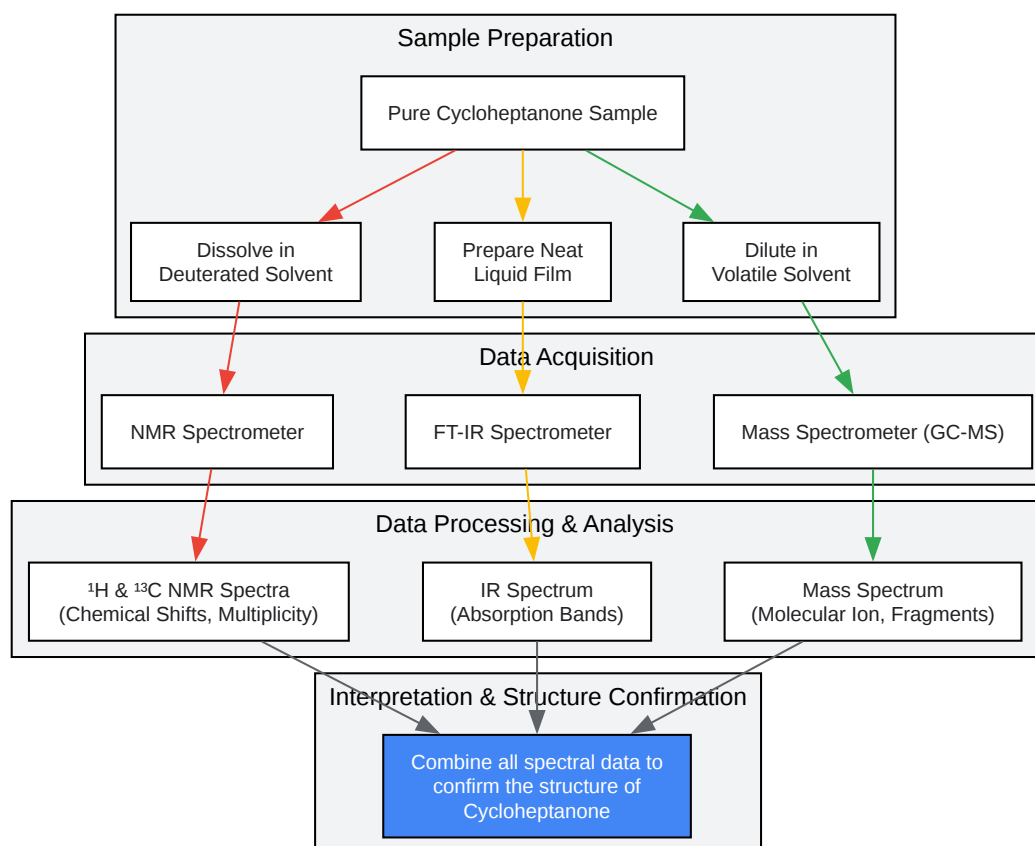 Sample Preparation
Pure Cycloheptanone Sample
Dissolve in
Deuterated Solvent
Prepare Neat
Liquid Film
Dilute in
Volatile Solvent
Data Acquisition
NMR Spectrometer
FT-IR Spectrometer
Mass Spectrometer (GC-MS)
Data Processing & Analysis
¹H & ¹³C NMR Spectra
(Chemical Shifts, Multiplicity)
IR Spectrum
(Absorption Bands)
Mass Spectrum
(Molecular Ion, Fragments)
Interpretation & Structure Confirmation
Combine all spectral data to
confirm the structure of
Cycloheptanone